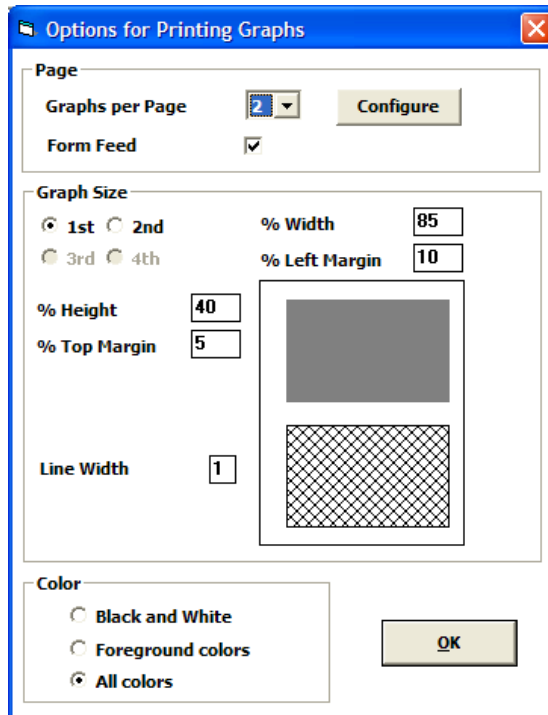 Options for Printing Graphs
Page
Graphs per Page 2 Configure
Form Feed
Graph Size
1st 2nd % Width 85
3rd 4th % Left Margin 10
% Height 40
% Top Margin 5
Line Width 1
Color
Black and White
Foreground colors
OK
All colors